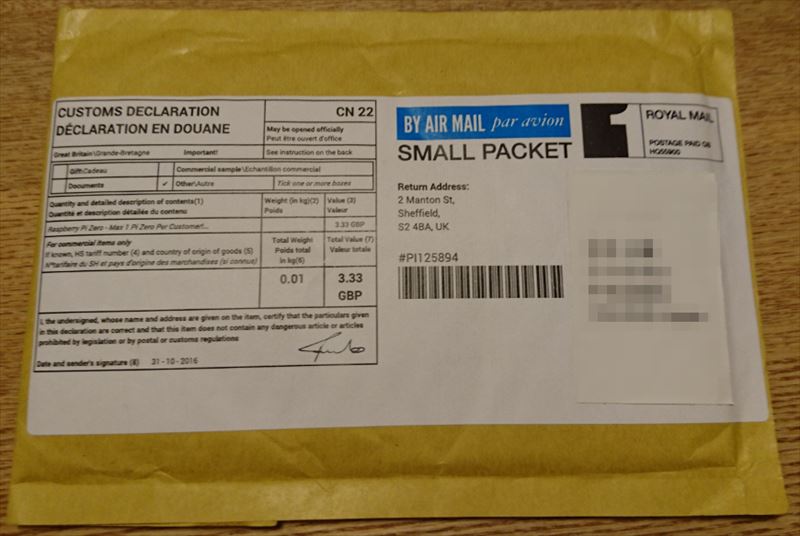 CUSTOMS DECLARATION
DÉCLARATION EN DOUANE
CN 22
May be opened officially
Peut être ouvert d'office
Great Britain\Grande-Bretagne Important!
See instruction on the back
Gift\Cadeau
Commercial sample\Echantillon commercial
Documents
✓ Other\Autre
Tick one or more boxes
Quantity and detailed description of contents(1)
Quantité et description détaillée du contenu
Weight (in kg)(2)
Poids
Value (3)
Valeur
Raspberry Pi Zero - Max 1 Pi Zero Per Customer!...
3.33 GBP
For commercial items only
If known, HS tariff number (4) and country of origin of goods (5)
N°tarifaire du SH et pays d'origine des marchandises (si connue)
Total Weight
Poids total
in kg(6)
Total Value (7)
Valeur totale
0.01
3.33
GBP
I, the undersigned, whose name and address are given on the item, certify that the particulars given
in this declaration are correct and that this item does not contain any dangerous article or articles
prohibited by legislation or by postal or customs regulations
Date and sender's signature (8) 31-10-2016
BY AIR MAIL par avion
SMALL PACKET
1
ROYAL MAIL
POSTAGE PAID GB
HQ55900
Return Address:
2 Manton St,
Sheffield,
S2 4BA, UK
#PI125894